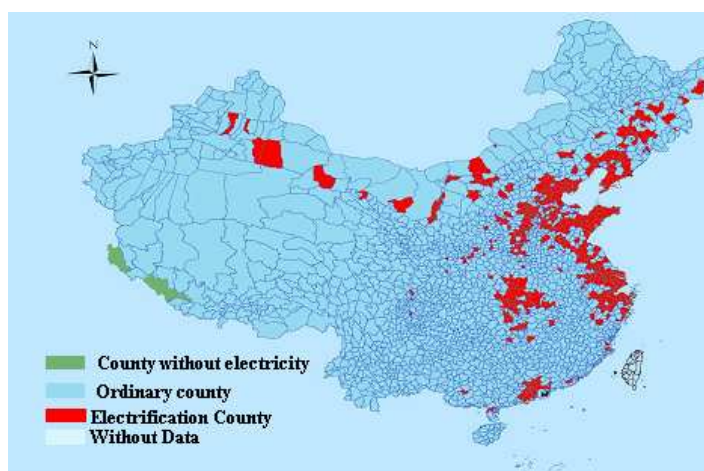 N
County without electricity
Ordinary county
Electrification County
Without Data